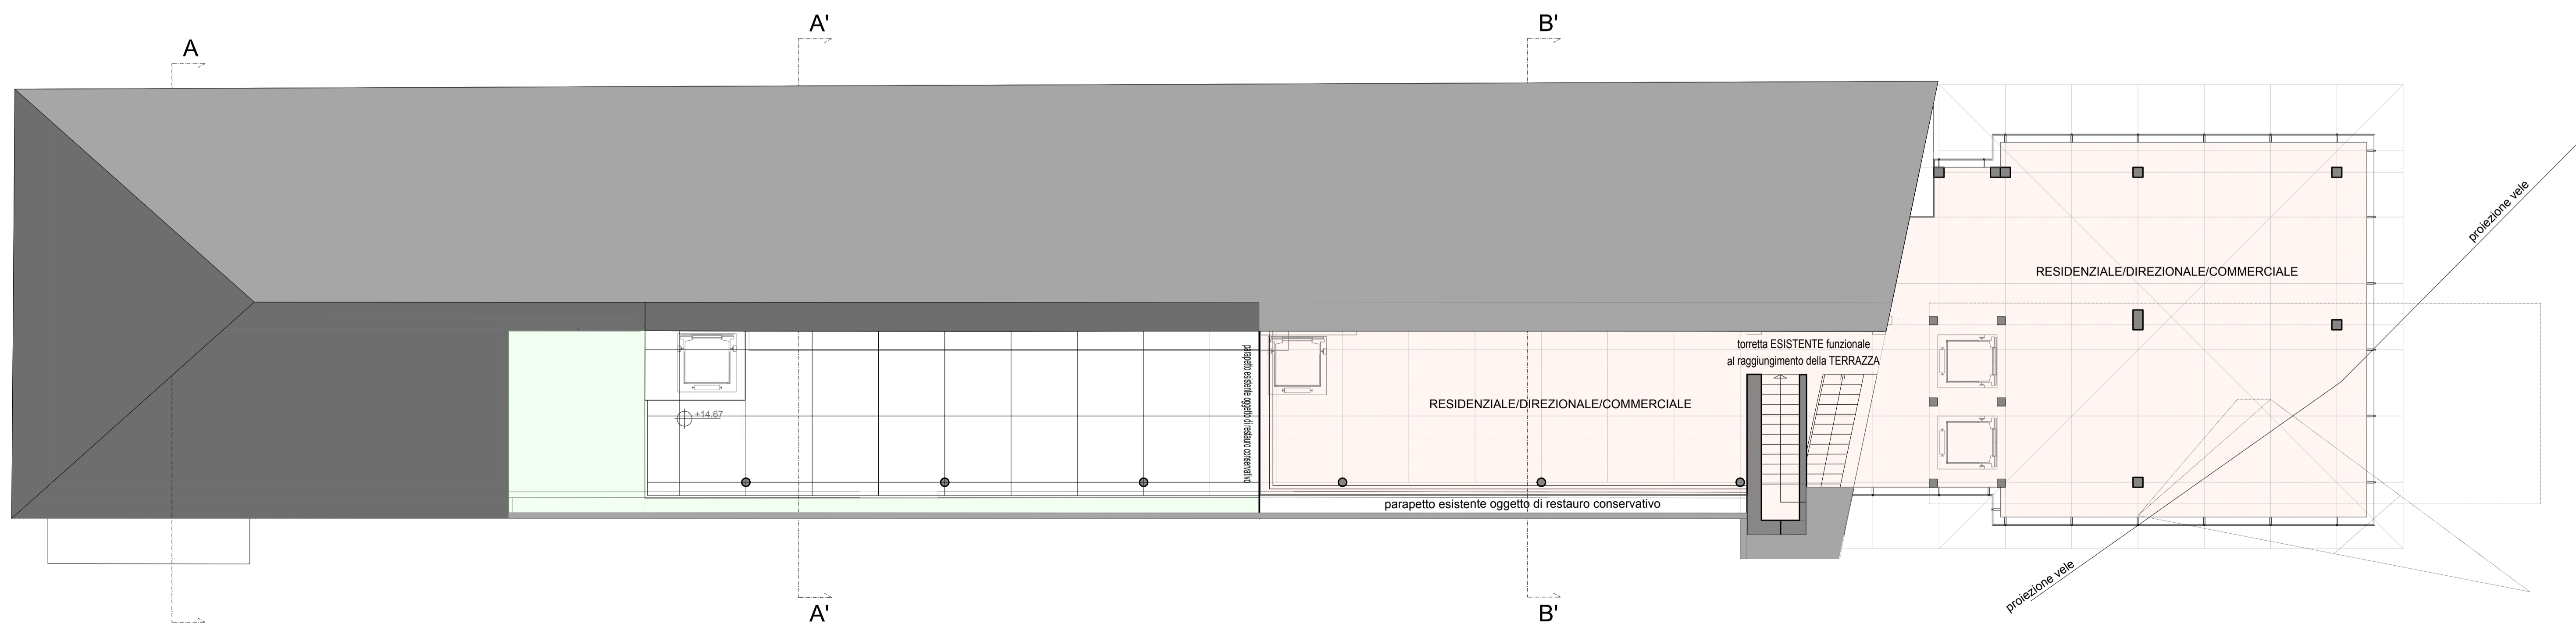 A
A'
B'
RESIDENZIALE/DIREZIONALE/COMMERCIALE
proiezione vele
torretta ESISTENTE funzionale
al raggiungimento della TERRAZZA
parapetto esistente oggetto di restauro conservativo
+14.67
RESIDENZIALE/DIREZIONALE/COMMERCIALE
parapetto esistente oggetto di restauro conservativo
proiezione vele
A'
B'